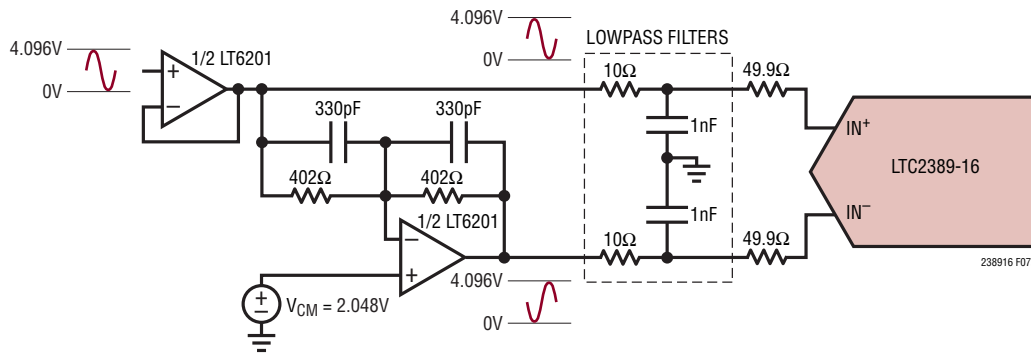 4.096V
0V
1/2 LT6201
+
−
4.096V
0V
LOWPASS FILTERS
10Ω
49.9Ω
330pF
330pF
1nF
IN+
402Ω
402Ω
LTC2389-16
1/2 LT6201
1nF
IN−
−
+
10Ω
49.9Ω
238916 F07
+
−
VCM = 2.048V
4.096V
0V